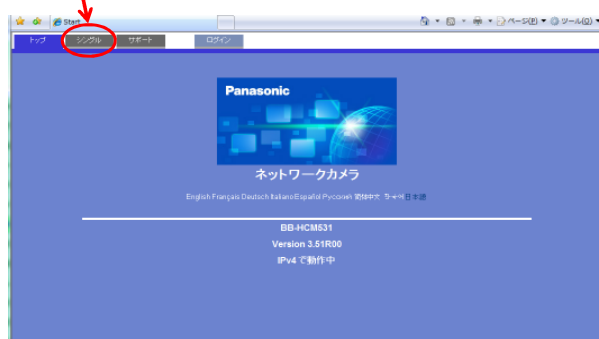 Start
ページ(P) ツール(O)
トップ シングル サポート ログイン
Panasonic
ネットワークカメラ
English Français Deutsch Italiano Español Русский 简体中文 한국어 日本語
BB-HCM531
Version 3.51R00
IPv4 で動作中